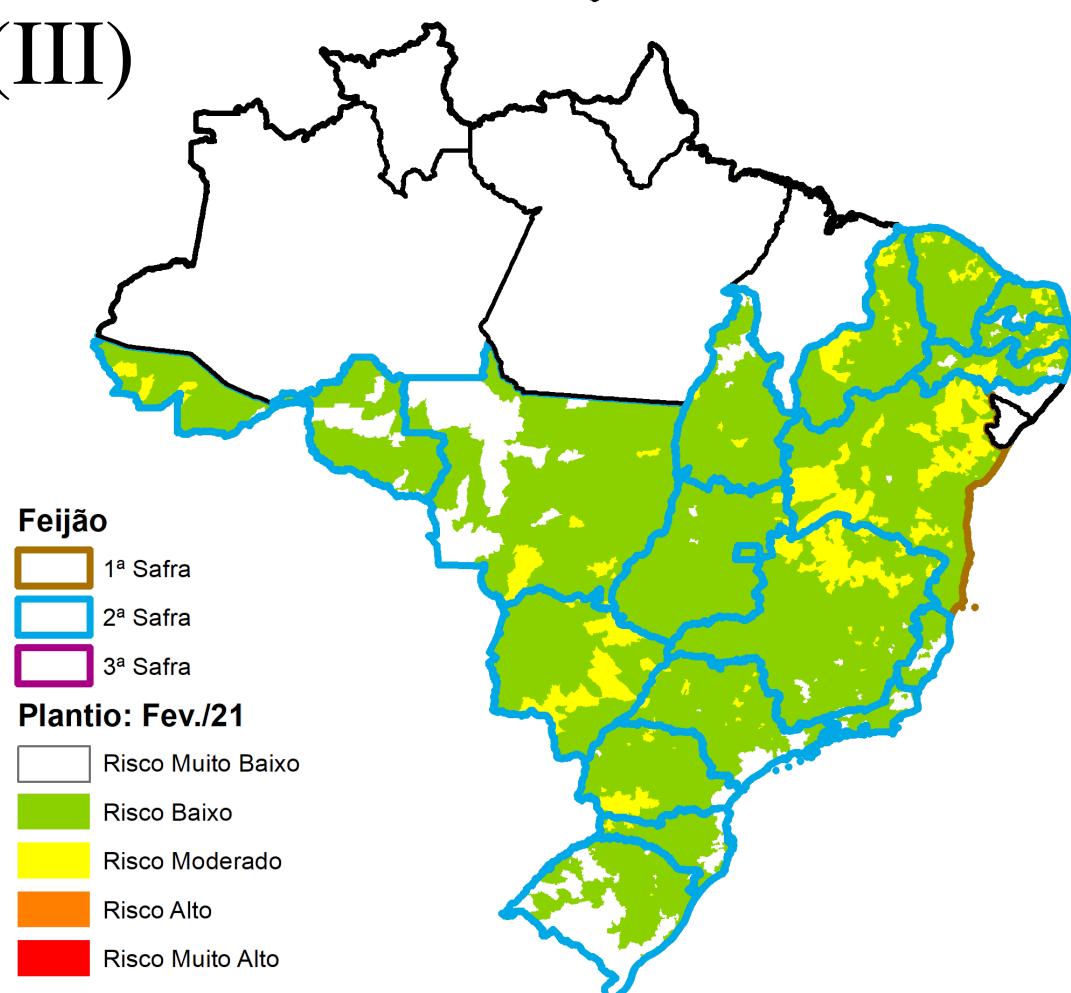 (III)
Feijão
1ª Safra
2ª Safra
3ª Safra
Plantio: Fev./21
Risco Muito Baixo
Risco Baixo
Risco Moderado
Risco Alto
Risco Muito Alto